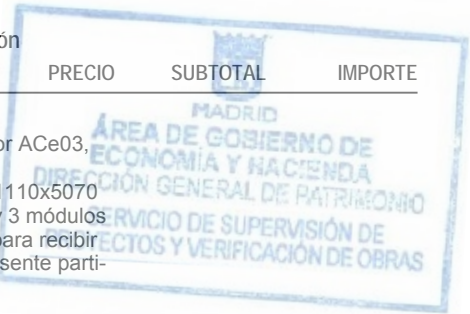 ón
PRECIO SUBTOTAL IMPORTE
MADRID
or ACe03,
ÁREA DE GOBIERNO DE
ECONOMÍA Y HACIENDA
DIRECCIÓN GENERAL DE PATRIMONIO
1110x5070
y 3 módulos
SERVICIO DE SUPERVISIÓN DE
para recibir
PROYECTOS Y VERIFICACIÓN DE OBRAS
sente parti-